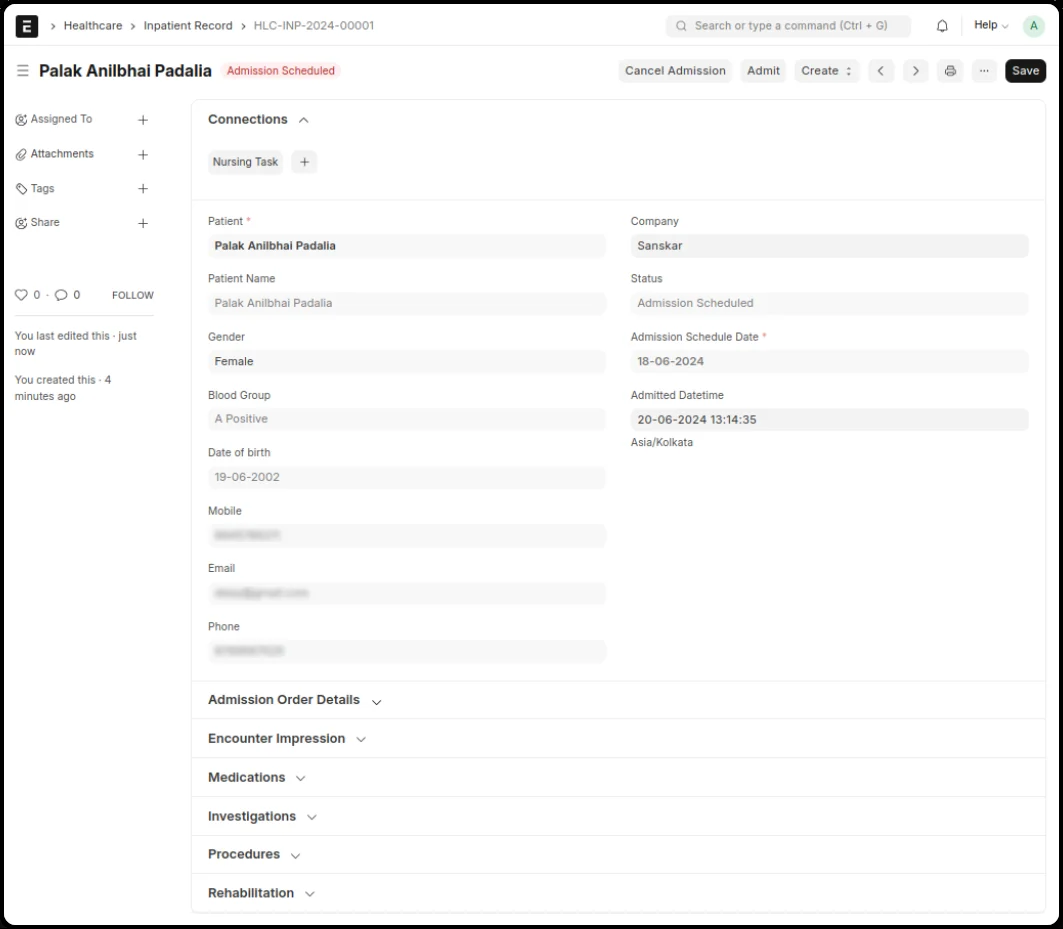 E
Healthcare
Inpatient Record
HLC-INP-2024-00001
Search or type a command (Ctrl + G)
Help
A
Palak Anilbhai Padalia
Admission Scheduled
Cancel Admission
Admit
Create
...
Save
Assigned To
Attachments
Tags
Share
0 · 0
FOLLOW
You last edited this · just
now
You created this · 4
minutes ago
Connections
Nursing Task
+
Patient *
Palak Anilbhai Padalia
Patient Name
Palak Anilbhai Padalia
Gender
Female
Blood Group
A Positive
Date of birth
19-06-2002
Mobile
Email
Phone
Company
Sanskar
Status
Admission Scheduled
Admission Schedule Date *
18-06-2024
Admitted Datetime
20-06-2024 13:14:35
Asia/Kolkata
Admission Order Details
Encounter Impression
Medications
Investigations
Procedures
Rehabilitation